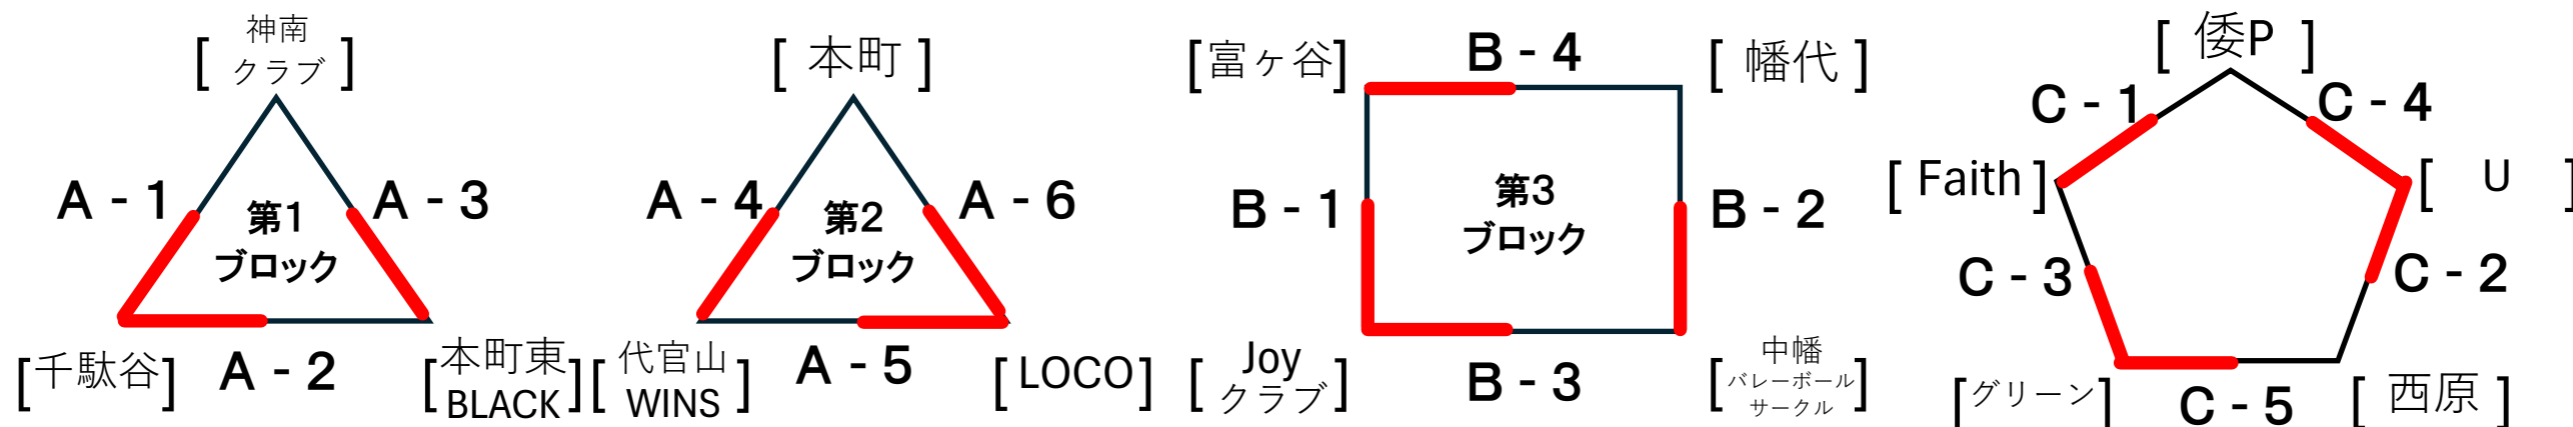 [神南
クラブ]
A - 1
A - 3
第1
ブロック
[千駄谷]
A - 2
[本町東
BLACK]
[本町]
A - 4
A - 6
第2
ブロック
[代官山
WINS]
A - 5
[LOCO]
[富ヶ谷]
B - 4
[幡代]
B - 1
第3
ブロック
B - 2
[Joy
クラブ]
B - 3
[中幡
バレーボール
サークル]
[倭P]
C - 1
C - 4
[Faith]
[U]
C - 3
C - 2
[グリーン]
C - 5
[西原]